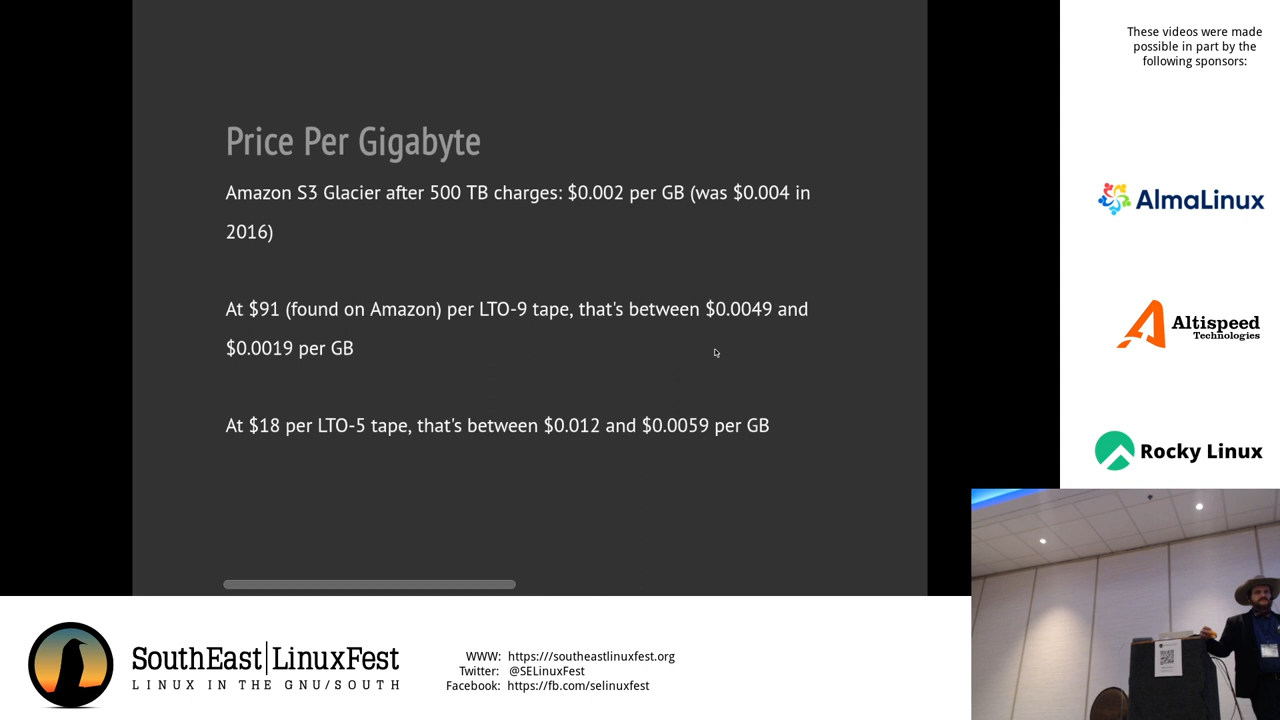 These videos were made
possible in part by the
following sponsors:
Price Per Gigabyte
Amazon S3 Glacier after 500 TB charges: $0.002 per GB (was $0.004 in
2016)
At $91 (found on Amazon) per LTO-9 tape, that's between $0.0049 and
$0.0019 per GB
At $18 per LTO-5 tape, that's between $0.012 and $0.0059 per GB
AlmaLinux
Altispeed
Technologies
Rocky Linux
SouthEast LinuxFest
LINUX IN THE GNU/SOUTH
WWW: https:///southeastlinuxfest.org
Twitter: @SELinuxFest
Facebook: https://fb.com/selinuxfest